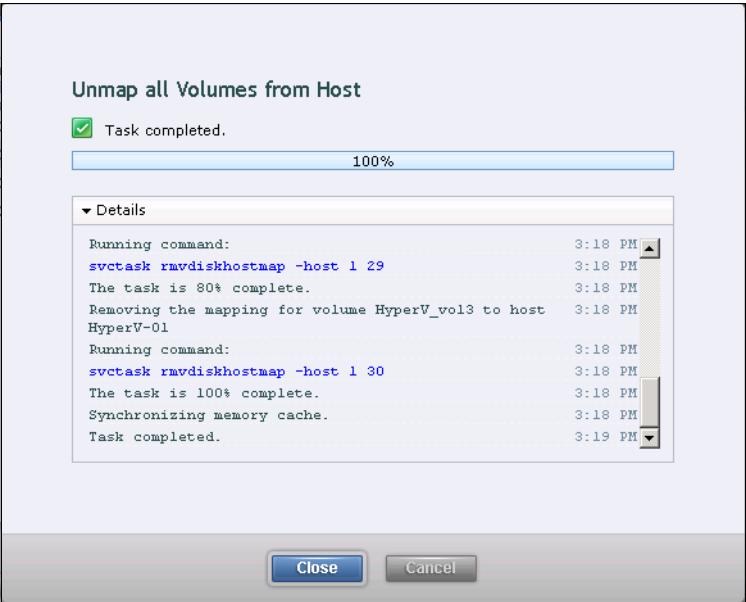 Unmap all Volumes from Host
Task completed.
100%
Details
Running command: 3:18 PM
svctask rmvdiskhostmap -host 1 29 3:18 PM
The task is 80% complete. 3:18 PM
Removing the mapping for volume HyperV_vol3 to host 3:18 PM
HyperV-01
Running command: 3:18 PM
svctask rmvdiskhostmap -host 1 30 3:18 PM
The task is 100% complete. 3:18 PM
Synchronizing memory cache. 3:18 PM
Task completed. 3:19 PM
Close Cancel